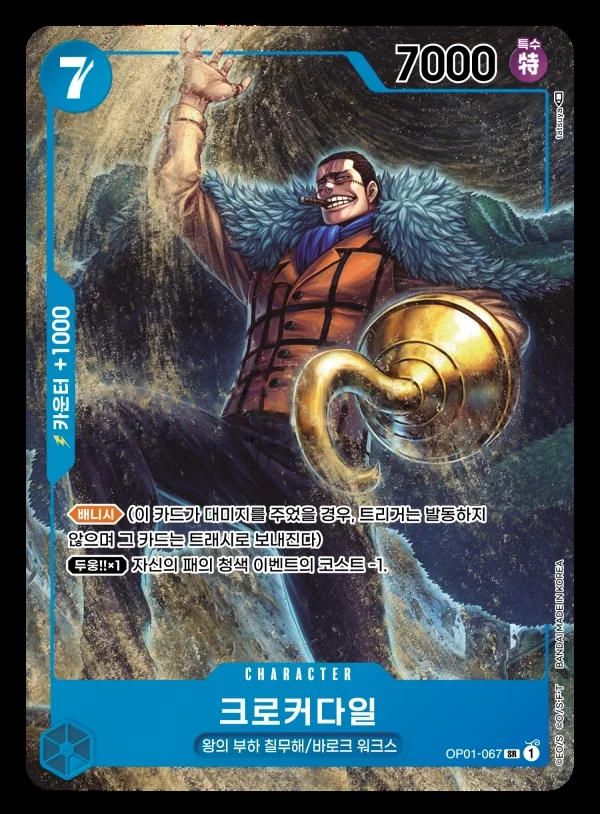 7
7000
특수
特
tatsuya
카운터 +1000
배니시 (이 카드가 대미지를 주었을 경우, 트리거는 발동하지
않으며 그 카드는 트래시로 보내진다)
두웅!!×1 자신의 패의 청색 이벤트의 코스트 -1.
CHARACTER
크로커다일
왕의 부하 칠무해/바로크 워크스
OP01-067 SR 1
©EO/S ©O/S·F·T BANDAI MADE IN KOREA